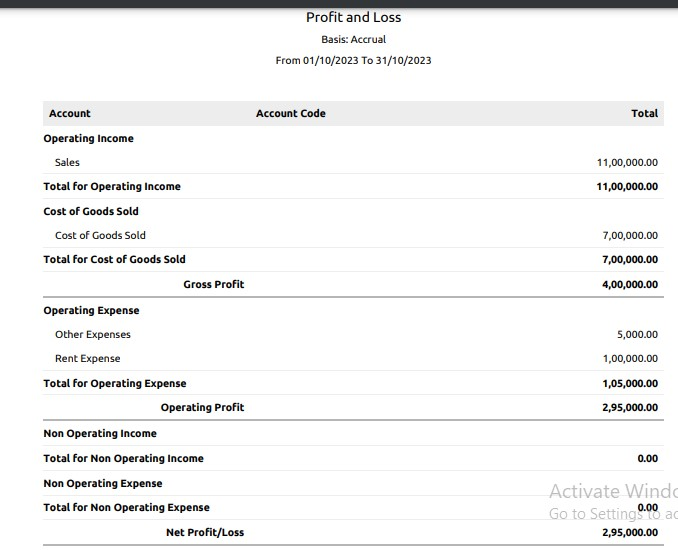 Profit and Loss
Basis: Accrual
From 01/10/2023 To 31/10/2023
Account Account Code Total
Operating Income
Sales 11,00,000.00
Total for Operating Income 11,00,000.00
Cost of Goods Sold
Cost of Goods Sold 7,00,000.00
Total for Cost of Goods Sold 7,00,000.00
Gross Profit 4,00,000.00
Operating Expense
Other Expenses 5,000.00
Rent Expense 1,00,000.00
Total for Operating Expense 1,05,000.00
Operating Profit 2,95,000.00
Non Operating Income
Total for Non Operating Income 0.00
Non Operating Expense
Activate Windo
Total for Non Operating Expense 0.00
Go to Settings to ac
Net Profit/Loss 2,95,000.00